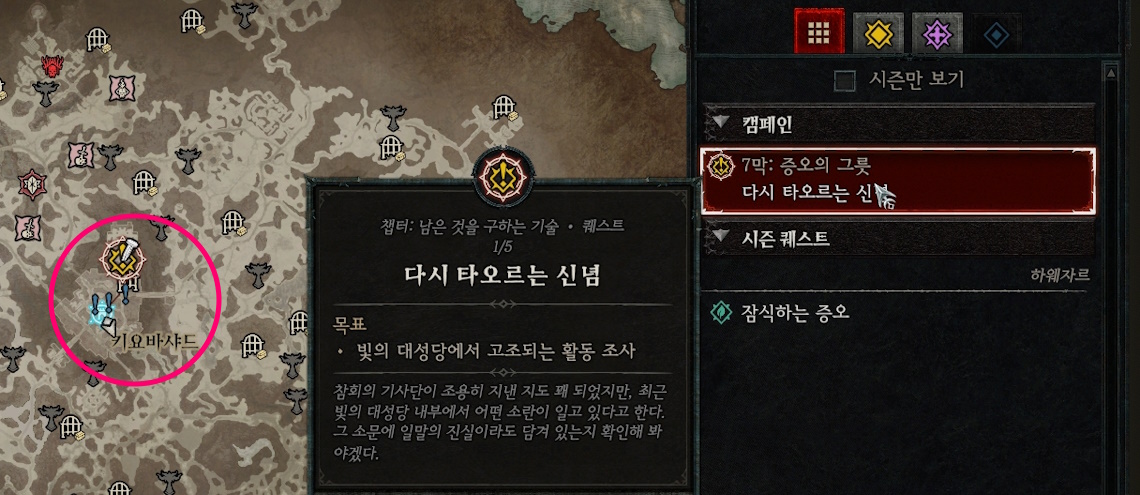 시즌만 보기
캠페인
7막: 증오의 그릇
다시 타오르는 신념
시즌 퀘스트
하웨자르
잠식하는 증오
챕터: 남은 것을 구하는 기술 • 퀘스트
1/5
다시 타오르는 신념
목표
• 빛의 대성당에서 고조되는 활동 조사
참회의 기사단이 조용히 지낸 지도 꽤 되었지만, 최근
빛의 대성당 내부에서 어떤 소란이 일고 있다고 한다.
그 소문에 일말의 진실이라도 담겨 있는지 확인해 봐
야겠다.
키요바샤드